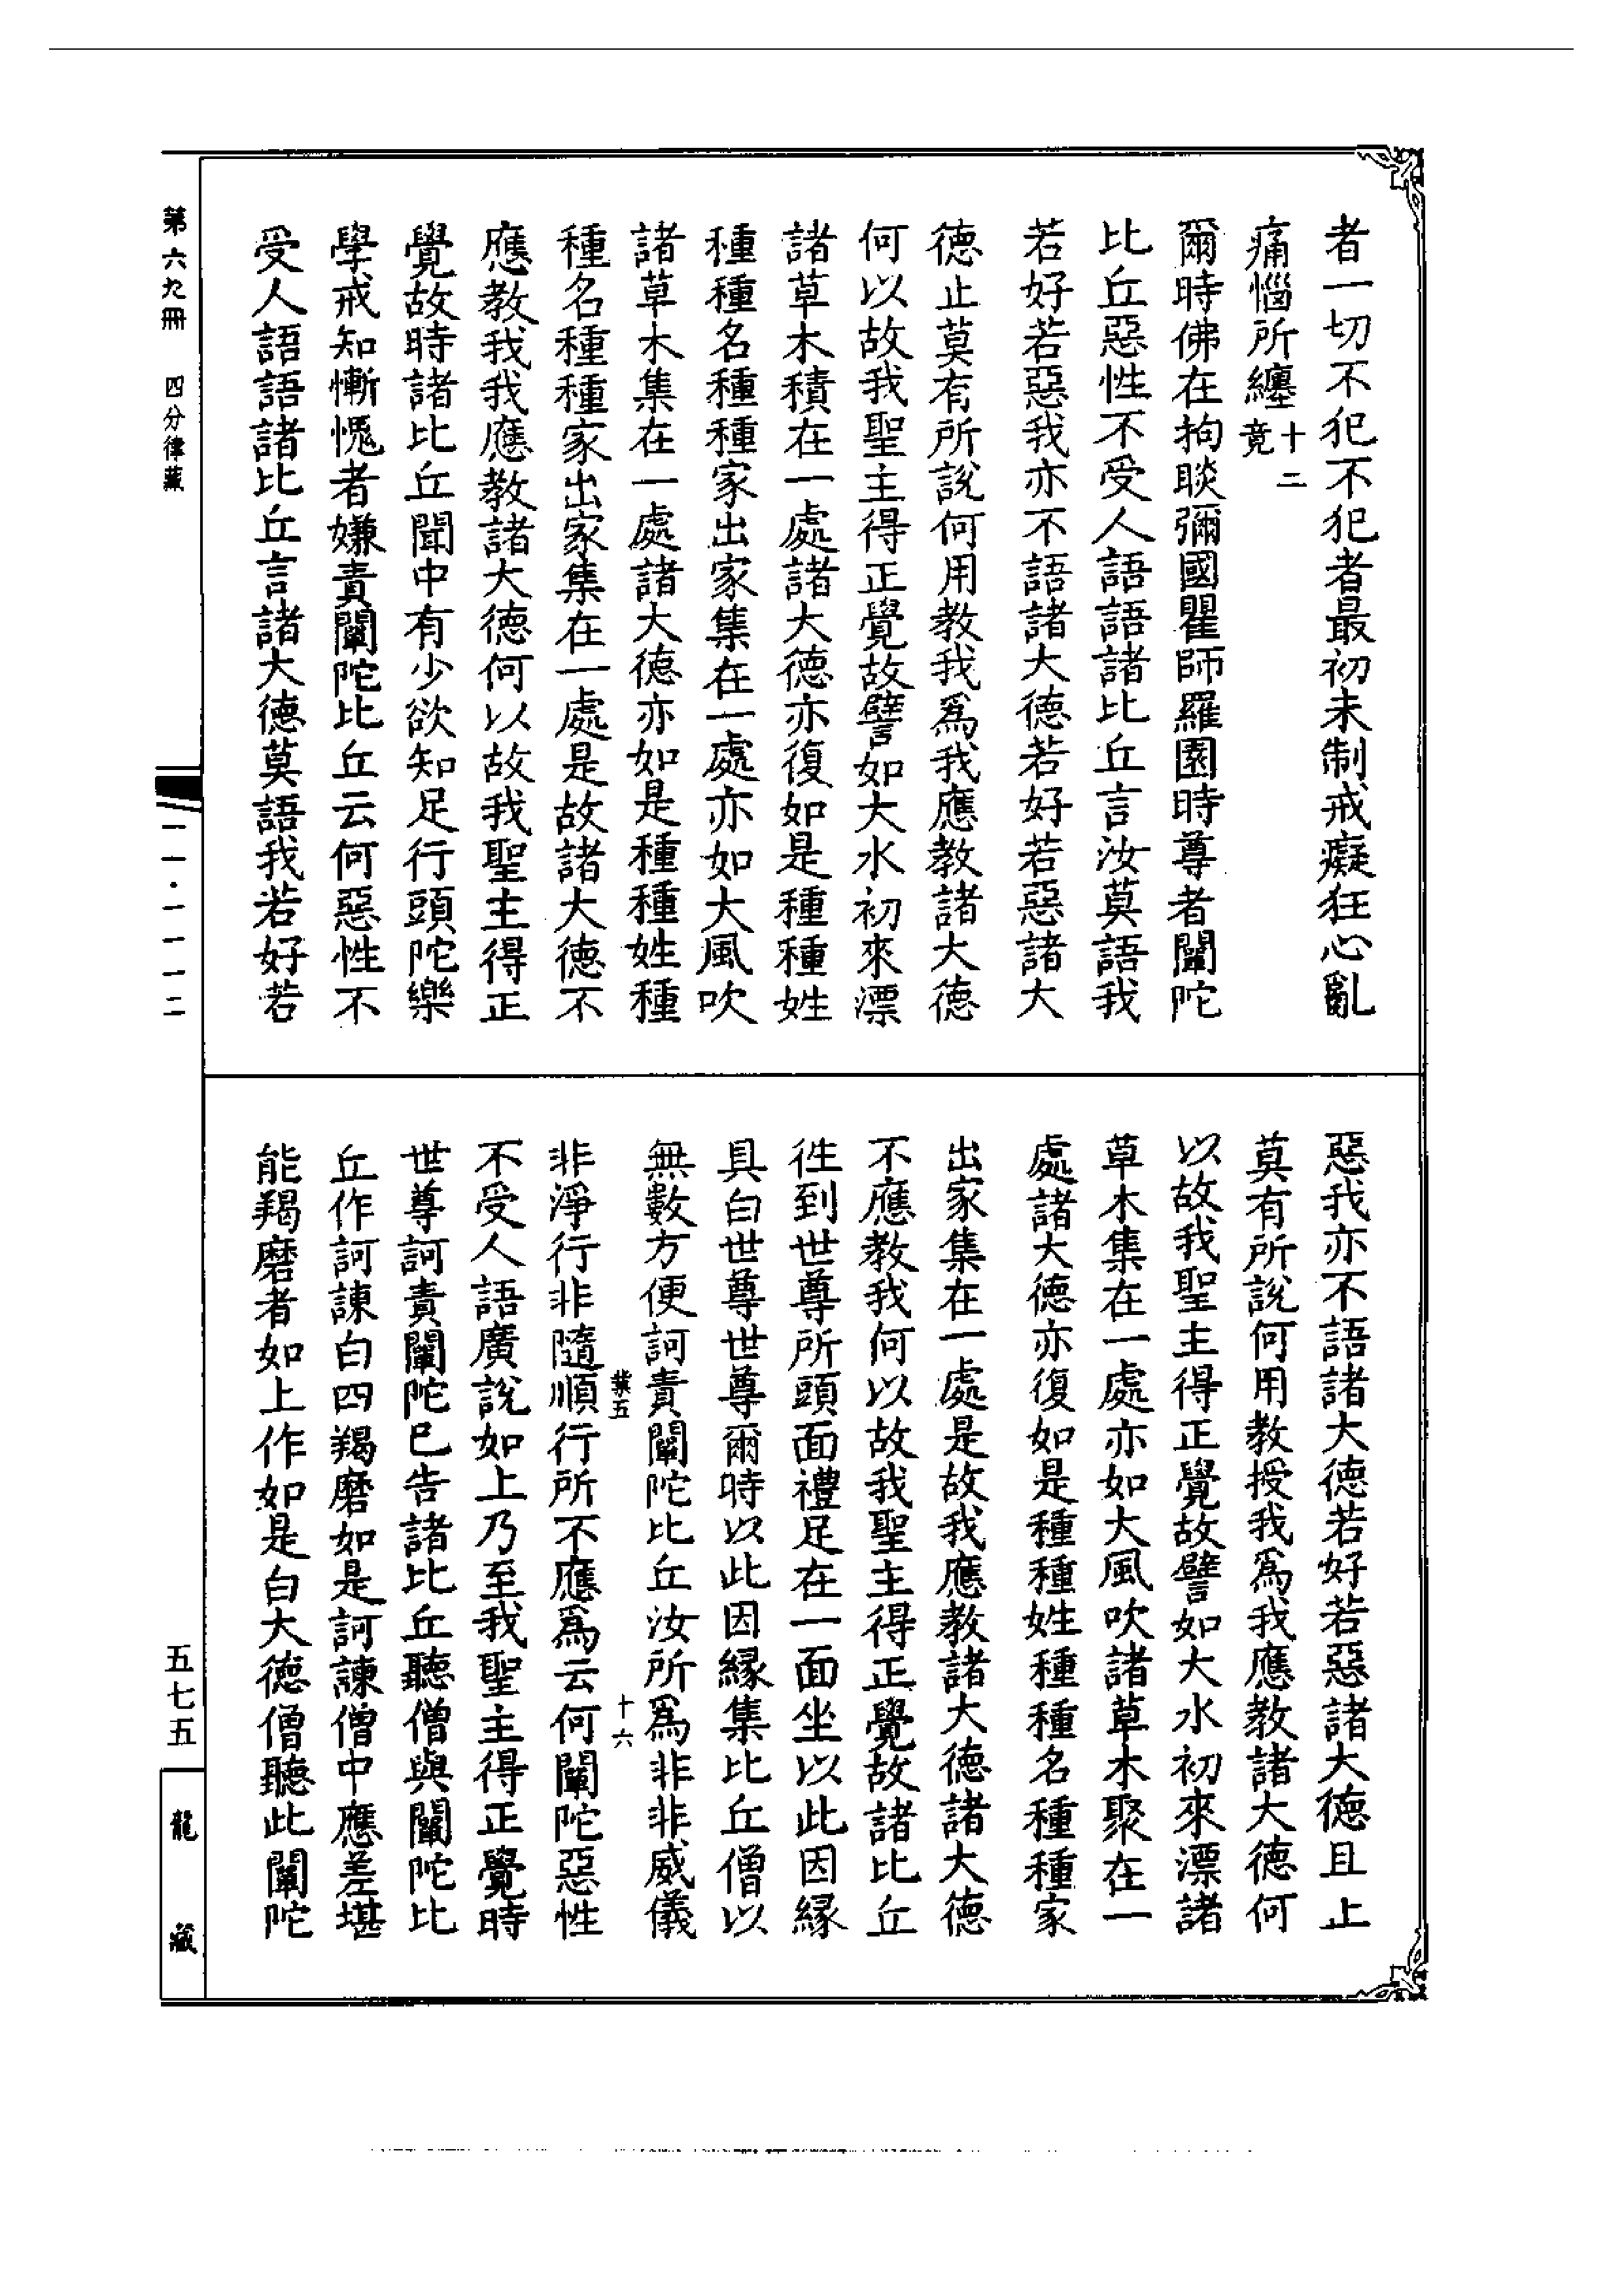 者一切不犯不犯者最初未制戒癡狂心亂
痛惱所纏十二竟
爾時佛在拘睒彌國瞿師羅園時尊者闡陀
比丘惡性不受人語語諸比丘言汝莫語我
若好若惡我亦不語諸大德若好若惡諸大
德止莫有所說何用教我爲我應教諸大德
何以故我聖主得正覺故譬如大水初來漂
諸草木積在一處諸大德亦復如是種種姓
種種名種種家出家集在一處亦如大風吹
諸草木集在一處諸大德亦如是種種姓種
種名種種家出家集在一處是故諸大德不
應教我我應教諸大德何以故我聖主得正
覺故時諸比丘聞中有少欲知足行頭陀樂
學戒知慚愧者嫌責闡陀比丘云何惡性不
受人語語諸比丘言諸大德莫語我若好若
惡我亦不語諸大德若好若惡諸大德且止
莫有所說何用教授我爲我應教諸大德何
以故我聖主得正覺故譬如大水初來漂諸
草木集在一處亦如大風吹諸草木聚在一
處諸大德亦復如是種種姓種種名種種家
出家集在一處是故我應教諸大德諸大德
不應教我何以故我聖主得正覺故諸比丘
徃到世尊所頭面禮足在一面坐以此因縁
具白世尊世尊爾時以此因縁集比丘僧以
無數方便訶責闡陀比丘汝所爲非非威儀
業五
十六
非淨行非隨順行所不應爲云何闡陀惡性
不受人語廣說如上乃至我聖主得正覺時
世尊訶責闡陀已告諸比丘聽僧與闡陀比
丘作訶諫白四羯磨如是訶諫僧中應差堪
能羯磨者如上作如是白大德僧聽此闡陀
第六九冊 四分律藏
一一·一一一二
五七五
龍藏